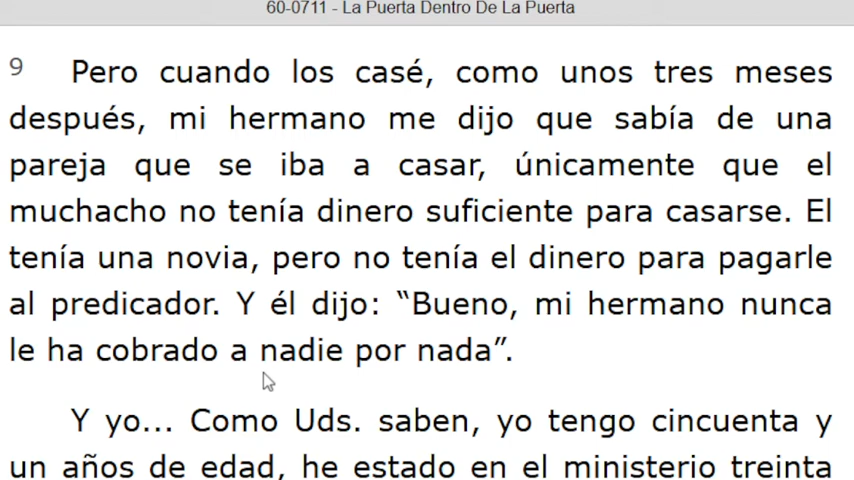 60-0711 - La Puerta Dentro De La Puerta
9 Pero cuando los casé, como unos tres meses
después, mi hermano me dijo que sabía de una
pareja que se iba a casar, únicamente que el
muchacho no tenía dinero suficiente para casarse. El
tenía una novia, pero no tenía el dinero para pagarle
al predicador. Y él dijo: “Bueno, mi hermano nunca
le ha cobrado a nadie por nada”.
Y yo... Como Uds. saben, yo tengo cincuenta y
un años de edad, he estado en el ministerio treinta